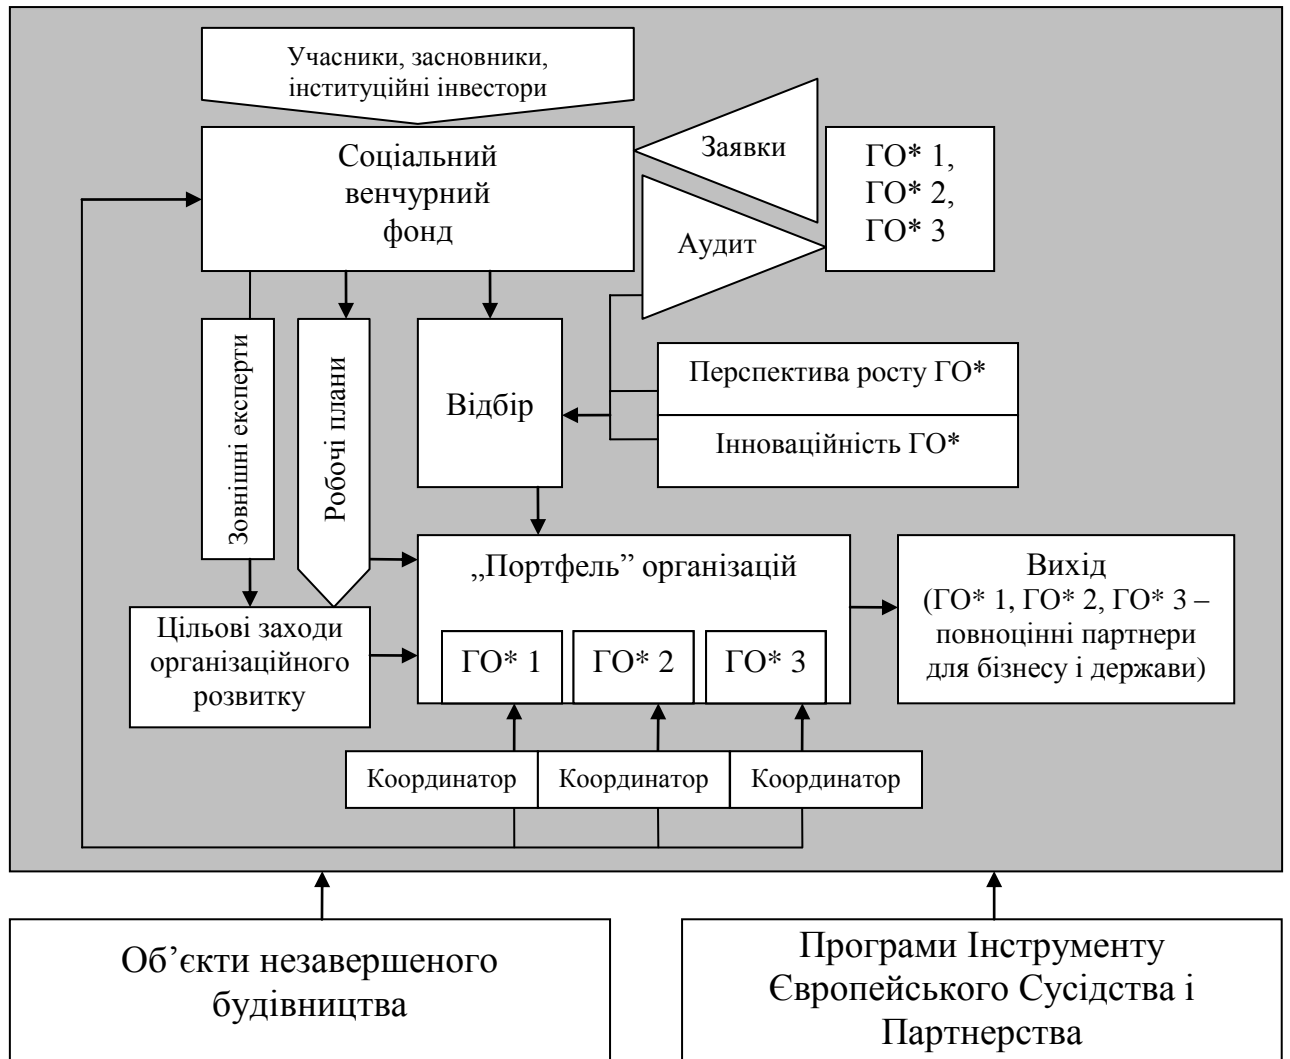 Учасники, засновники,
інституційні інвестори
Соціальний
венчурний
фонд
Заявки
Аудит
ГО* 1,
ГО* 2,
ГО* 3
Зовнішні експерти
Робочі плани
Відбір
Перспектива росту ГО*
Інноваційність ГО*
„Портфель” організацій
ГО* 1
ГО* 2
ГО* 3
Вихід
(ГО* 1, ГО* 2, ГО* 3 –
повноцінні партнери
для бізнесу і держави)
Цільові заходи
організаційного
розвитку
Координатор
Координатор
Координатор
Об’єкти незавершеного
будівництва
Програми Інструменту
Європейського Сусідства і
Партнерства